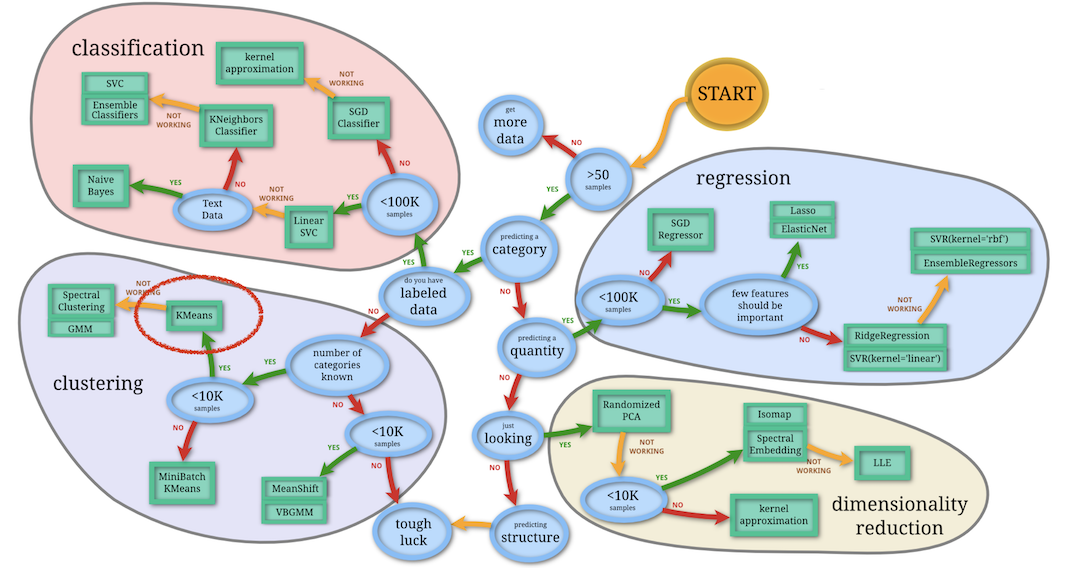 classification
kernel
approximation
NOT
WORKING
SVC
Ensemble
Classifiers
NOT
WORKING
KNeighbors
Classifier
SGD
Classifier
NO
Naive
Bayes
YES
Text
Data
NO
NOT
WORKING
Linear
SVC
YES
<100K
samples
START
get
more
data
NO
>50
samples
YES
predicting a
category
YES
NO
do you have
labeled
data
YES
NO
predicting a
quantity
YES
NO
just
looking
YES
NO
predicting
structure
tough
luck
regression
SGD
Regressor
NO
<100K
samples
YES
Lasso
ElasticNet
YES
few features
should be
important
NO
SVR(kernel='rbf')
EnsembleRegressors
NOT
WORKING
RidgeRegression
SVR(kernel='linear')
clustering
Spectral
Clustering
GMM
NOT
WORKING
KMeans
YES
<10K
samples
NO
MiniBatch
KMeans
number of
categories
known
YES
NO
<10K
samples
YES
NO
MeanShift
VBGMM
dimensionality
reduction
Randomized
PCA
NOT
WORKING
<10K
samples
YES
NO
Isomap
Spectral
Embedding
NOT
WORKING
LLE
kernel
approximation